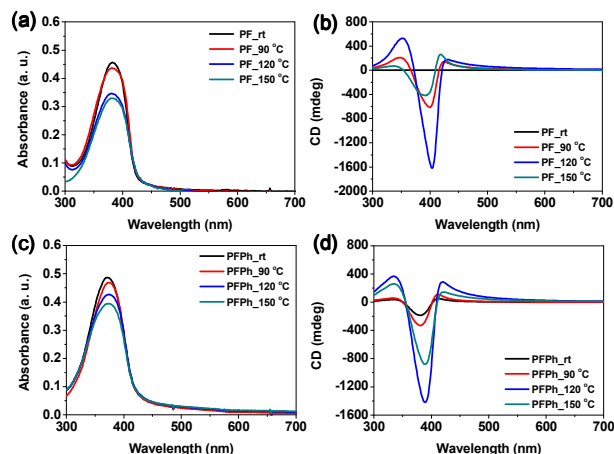 (a)
Absorbance (a. u.)
0.6
0.5
0.4
0.3
0.2
0.1
0.0
PF_rt
PF_90 °C
PF_120 °C
PF_150 °C
300 400 500 600 700
Wavelength (nm)
(b)
CD (mdeg)
800
400
0
-400
-800
-1200
-1600
-2000
PF_rt
PF_90 °C
PF_120 °C
PF_150 °C
300 400 500 600 700
Wavelength (nm)
(c)
Absorbance (a. u.)
0.6
0.5
0.4
0.3
0.2
0.1
0.0
PFPh_rt
PFPh_90 °C
PFPh_120 °C
PFPh_150 °C
300 400 500 600 700
Wavelength (nm)
(d)
CD (mdeg)
800
400
0
-400
-800
-1200
-1600
PFPh_rt
PFPh_90 °C
PFPh_120 °C
PFPh_150 °C
300 400 500 600 700
Wavelength (nm)